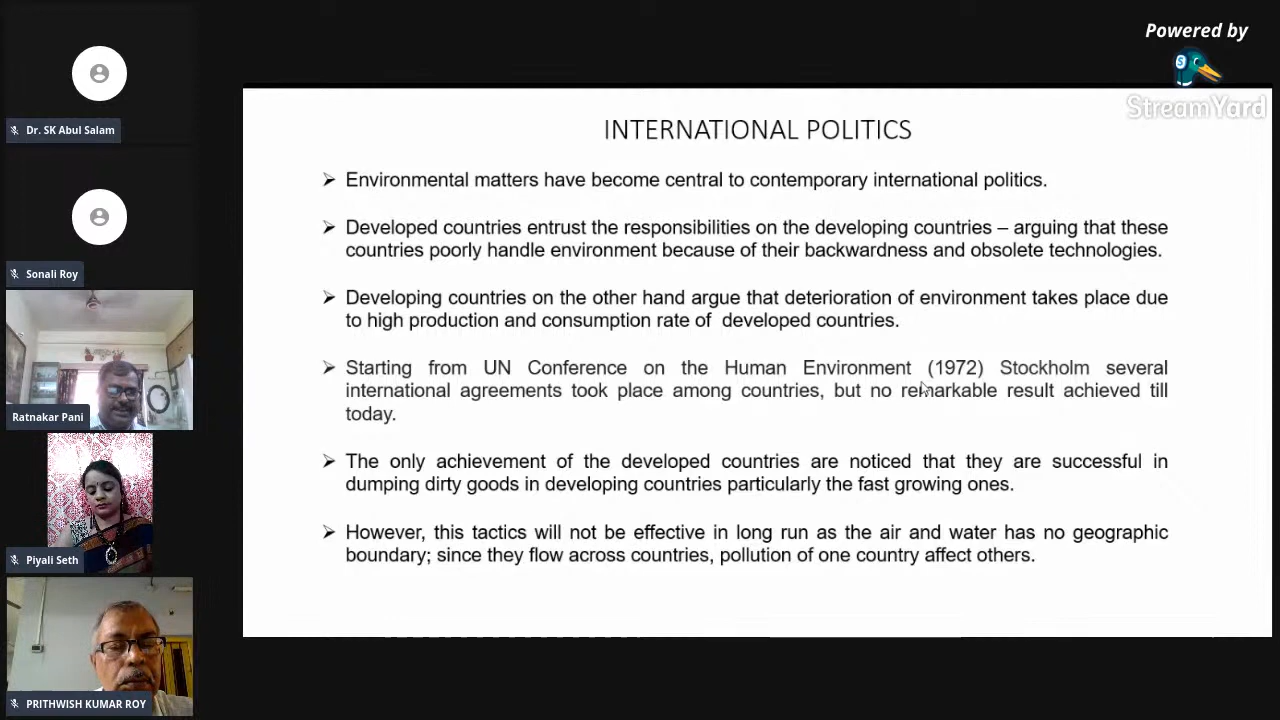 Powered by
StreamYard
Dr. SK Abul Salam
Sonali Roy
Ratnakar Pani
Piyali Seth
PRITHWISH KUMAR ROY
INTERNATIONAL POLITICS
Environmental matters have become central to contemporary international politics.
Developed countries entrust the responsibilities on the developing countries – arguing that these
countries poorly handle environment because of their backwardness and obsolete technologies.
Developing countries on the other hand argue that deterioration of environment takes place due
to high production and consumption rate of developed countries.
Starting from UN Conference on the Human Environment (1972) Stockholm several
international agreements took place among countries, but no remarkable result achieved till
today.
The only achievement of the developed countries are noticed that they are successful in
dumping dirty goods in developing countries particularly the fast growing ones.
However, this tactics will not be effective in long run as the air and water has no geographic
boundary; since they flow across countries, pollution of one country affect others.